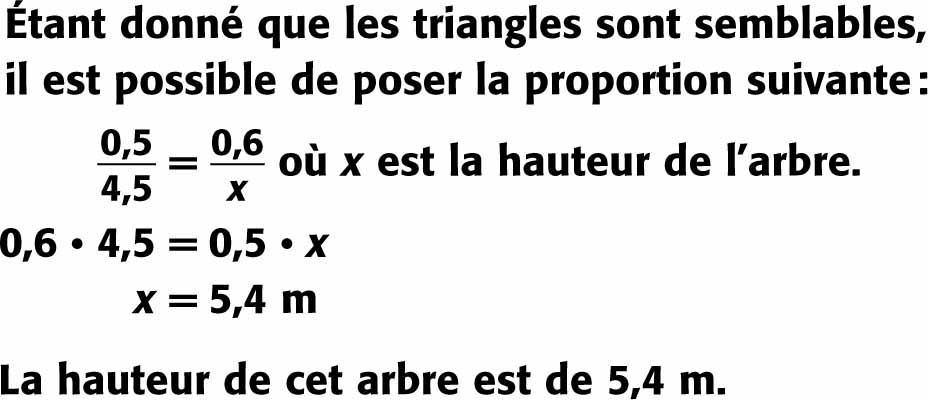 Étant donné que les triangles sont semblables,
il est possible de poser la proportion suivante :
0,5/4,5 = 0,6/x où x est la hauteur de l’arbre.
0,6 • 4,5 = 0,5 • x
x = 5,4 m
La hauteur de cet arbre est de 5,4 m.